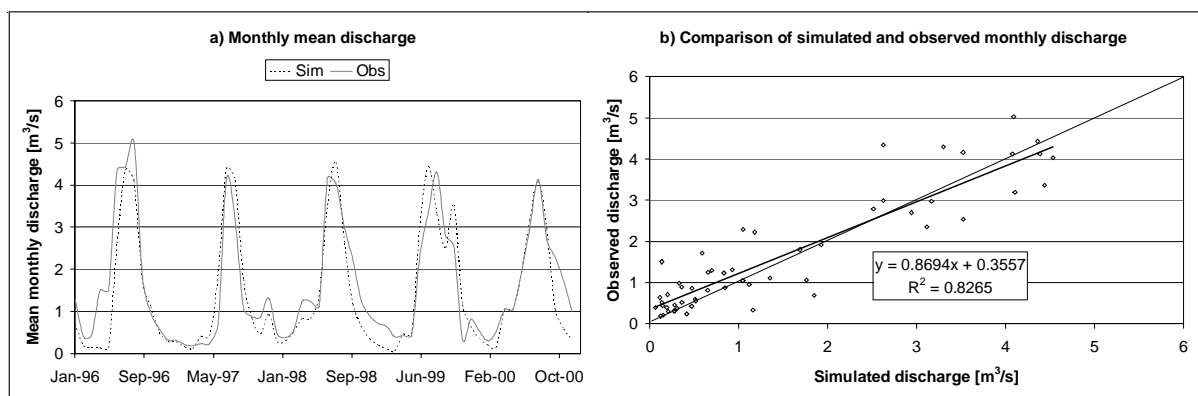 a) Monthly mean discharge
Sim Obs
Mean monthly discharge [m³/s]
6
5
4
3
2
1
0
Jan-96 Sep-96 May-97 Jan-98 Sep-98 Jun-99 Feb-00 Oct-00
b) Comparison of simulated and observed monthly discharge
Observed discharge [m³/s]
6
5
4
3
2
1
0
y = 0.8694x + 0.3557
R² = 0.8265
0 1 2 3 4 5 6
Simulated discharge [m³/s]